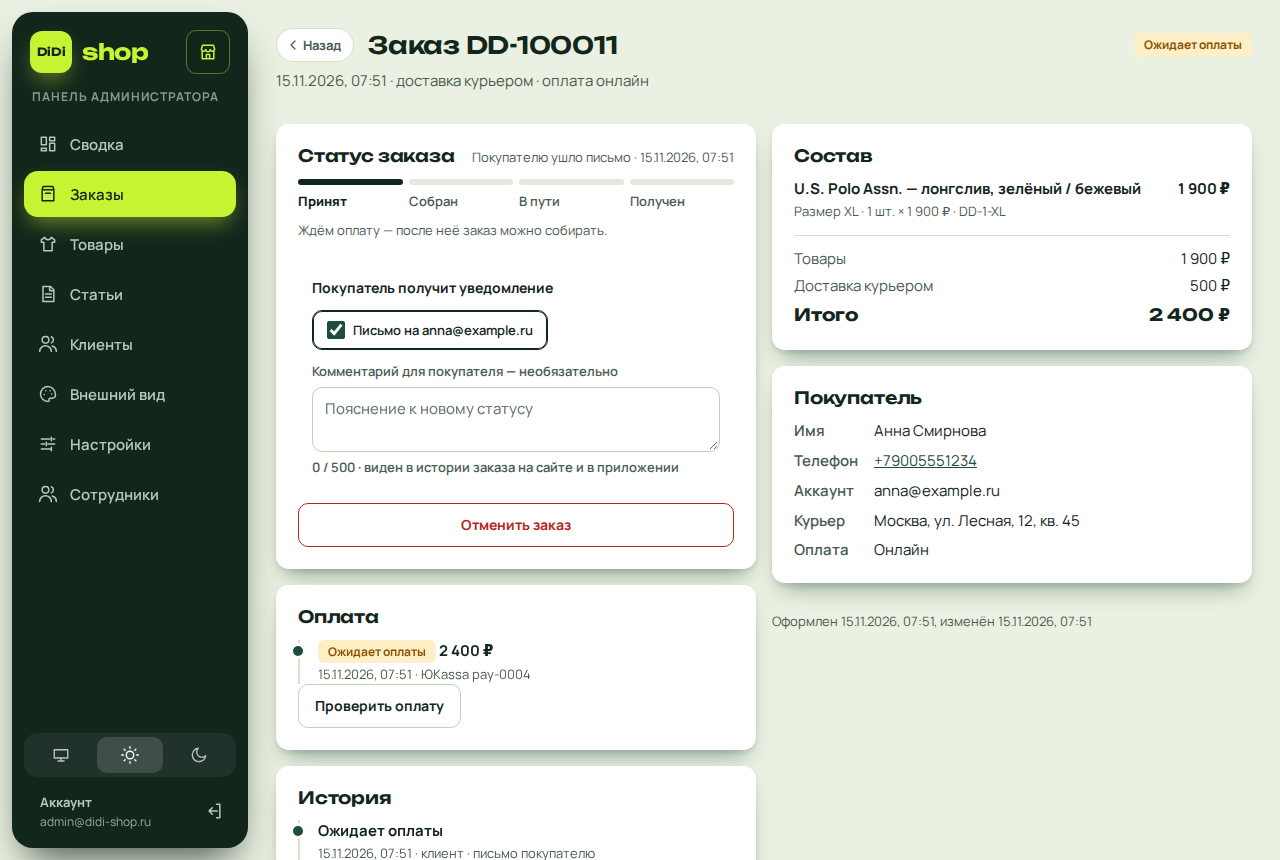 DiDi shop
ПАНЕЛЬ АДМИНИСТРАТОРА
Сводка
Заказы
Товары
Статьи
Клиенты
Внешний вид
Настройки
Сотрудники
Аккаунт
admin@didi-shop.ru
Назад
Заказ DD-100011
Ожидает оплаты
15.11.2026, 07:51 · доставка курьером · оплата онлайн
Статус заказа
Покупателю ушло письмо · 15.11.2026, 07:51
Принят
Собран
В пути
Получен
Ждём оплату — после неё заказ можно собирать.
Покупатель получит уведомление
Письмо на anna@example.ru
Комментарий для покупателя — необязательно
Пояснение к новому статусу
0 / 500 · виден в истории заказа на сайте и в приложении
Отменить заказ
Оплата
Ожидает оплаты 2 400 ₽
15.11.2026, 07:51 · ЮKassa pay-0004
Проверить оплату
История
Ожидает оплаты
15.11.2026, 07:51 · клиент · письмо покупателю
Состав
U.S. Polo Assn. — лонгслив, зелёный / бежевый 1 900 ₽
Размер XL · 1 шт. × 1 900 ₽ · DD-1-XL
Товары 1 900 ₽
Доставка курьером 500 ₽
Итого 2 400 ₽
Покупатель
Имя Анна Смирнова
Телефон +79005551234
Аккаунт anna@example.ru
Курьер Москва, ул. Лесная, 12, кв. 45
Оплата Онлайн
Оформлен 15.11.2026, 07:51, изменён 15.11.2026, 07:51